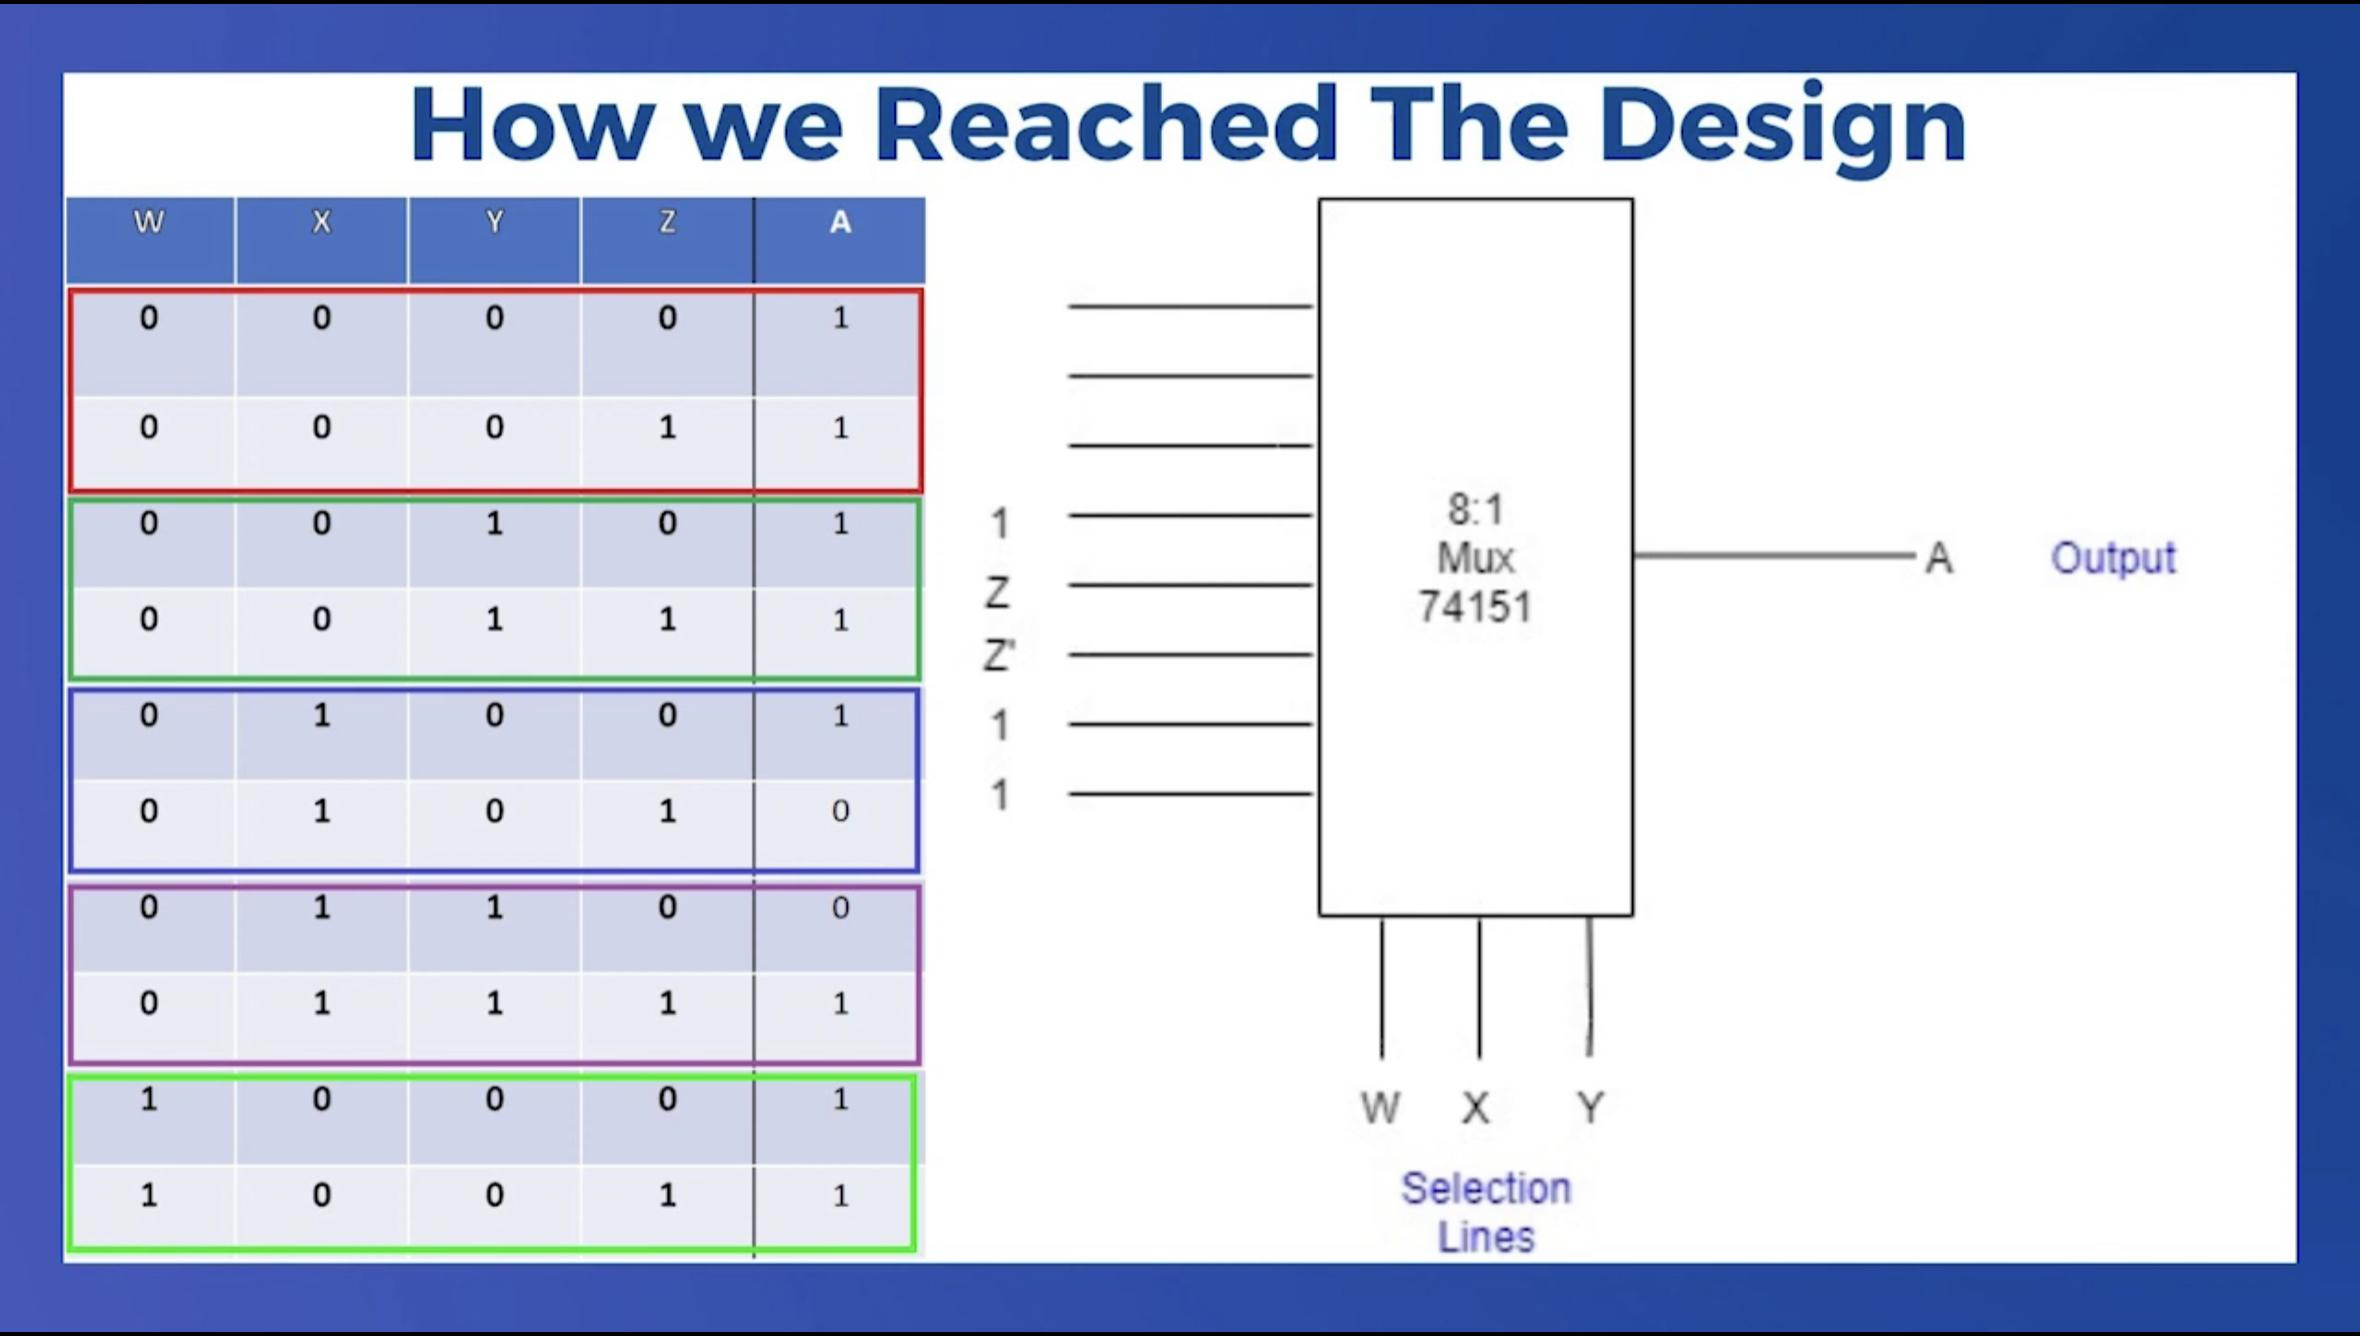 How we Reached The Design
W X Y Z A
0 0 0 0 1
0 0 0 1 1
0 0 1 0 1
0 0 1 1 1
0 1 0 0 1
0 1 0 1 0
0 1 1 0 0
0 1 1 1 1
1 0 0 0 1
1 0 0 1 1
1
Z
Z'
1
1
8:1
Mux
74151
A Output
W X Y
Selection
Lines